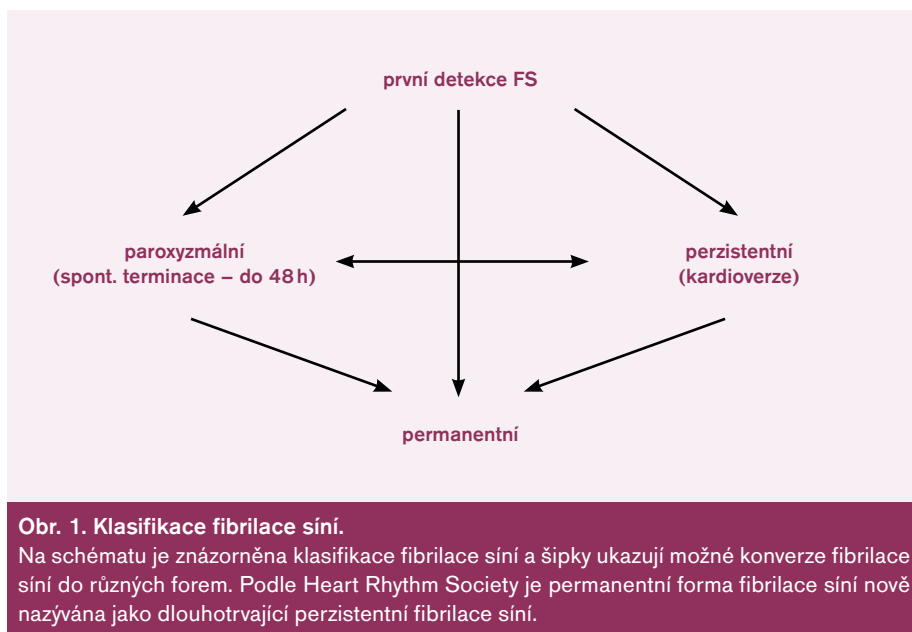 první detekce FS
paroxyzmální
(spont. terminace – do 48 h)
perzistentní
(kardioverze)
permanentní
Obr. 1. Klasifikace fibrilace síní.
Na schématu je znázorněna klasifikace fibrilace síní a šipky ukazují možné konverze fibrilace
síní do různých forem. Podle Heart Rhythm Society je permanentní forma fibrilace síní nově
nazývána jako dlouhotrvající perzistentní fibrilace síní.